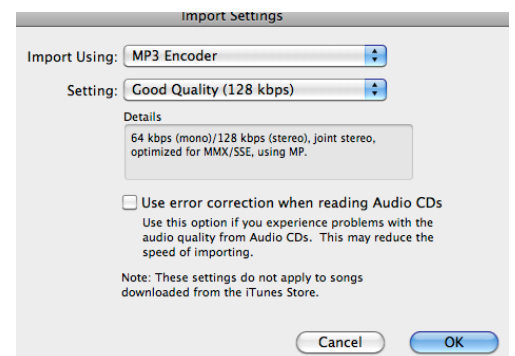 Import Settings
Import Using: MP3 Encoder
Setting: Good Quality (128 kbps)
Details
64 kbps (mono)/128 kbps (stereo), joint stereo,
optimized for MMX/SSE, using MP.
Use error correction when reading Audio CDs
Use this option if you experience problems with the
audio quality from Audio CDs. This may reduce the
speed of importing.
Note: These settings do not apply to songs
downloaded from the iTunes Store.
Cancel OK